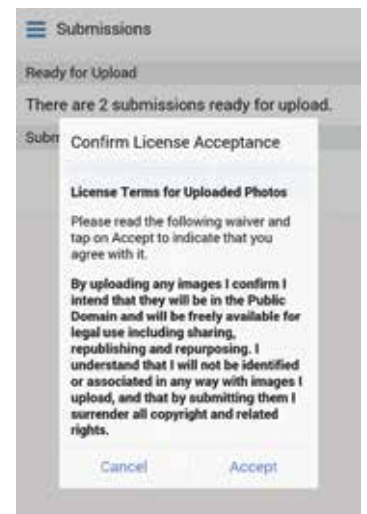 Submissions
Ready for Upload
There are 2 submissions ready for upload.
Subm
Confirm License Acceptance
License Terms for Uploaded Photos
Please read the following waiver and
tap on Accept to indicate that you
agree with it.
By uploading any images I confirm I
intend that they will be in the Public
Domain and will be freely available for
legal use including sharing,
republishing and repurposing. I
understand that I will not be identified
or associated in any way with images I
upload, and that by submitting them I
surrender all copyright and related
rights.
Cancel Accept